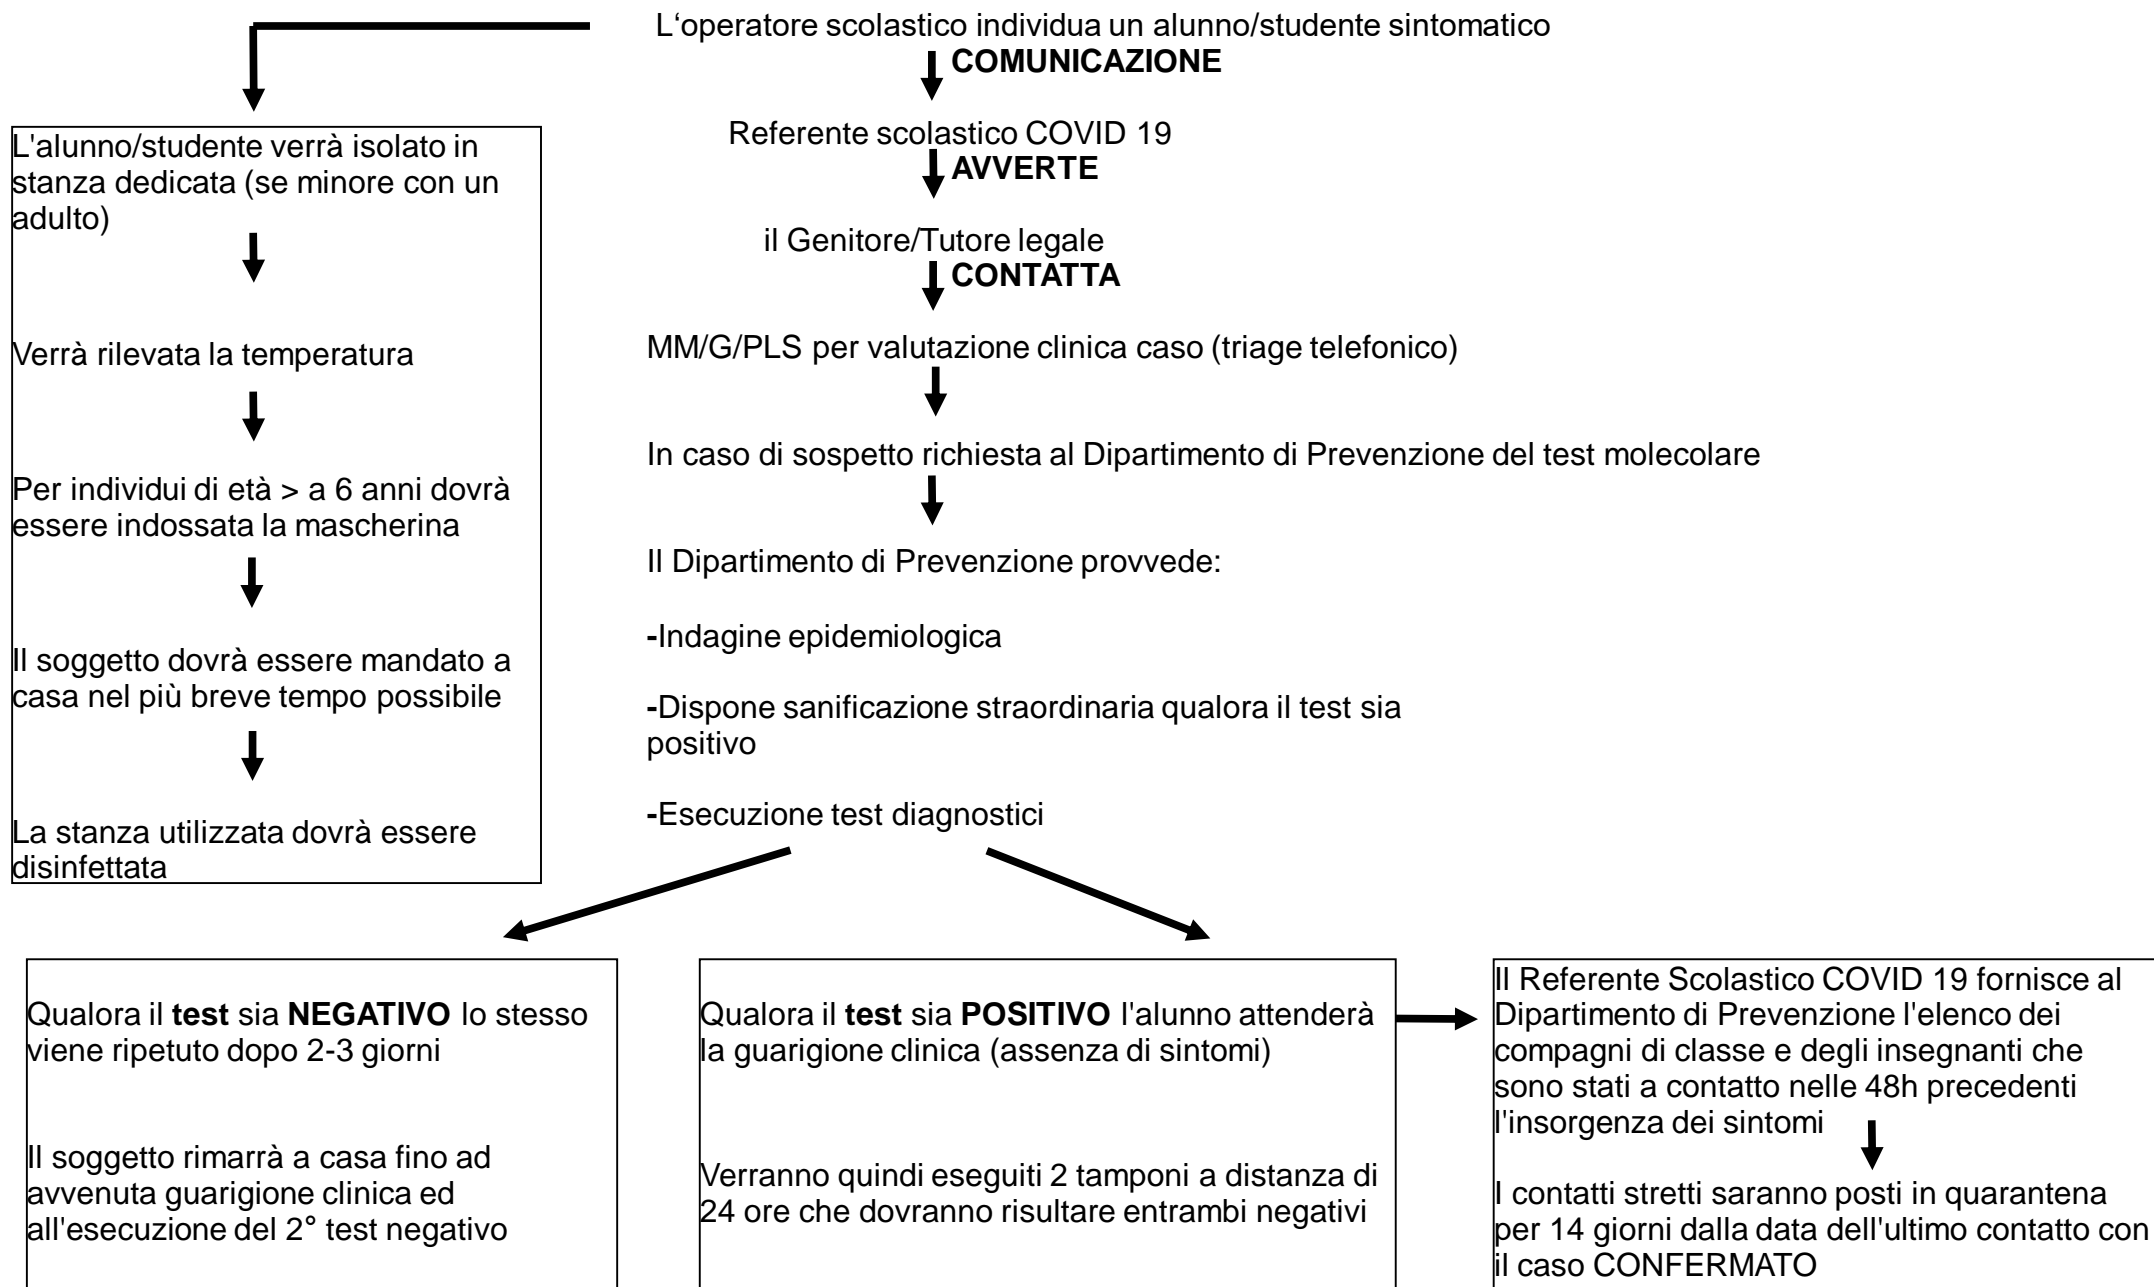 L‘operatore scolastico individua un alunno/studente sintomatico
COMUNICAZIONE
Referente scolastico COVID 19
AVVERTE
il Genitore/Tutore legale
CONTATTA
MM/G/PLS per valutazione clinica caso (triage telefonico)
In caso di sospetto richiesta al Dipartimento di Prevenzione del test molecolare
Il Dipartimento di Prevenzione provvede:
-Indagine epidemiologica
-Dispone sanificazione straordinaria qualora il test sia
positivo
-Esecuzione test diagnostici
L'alunno/studente verrà isolato in
stanza dedicata (se minore con un
adulto)
Verrà rilevata la temperatura
Per individui di età > a 6 anni dovrà
essere indossata la mascherina
Il soggetto dovrà essere mandato a
casa nel più breve tempo possibile
La stanza utilizzata dovrà essere
disinfettata
Qualora il test sia NEGATIVO lo stesso
viene ripetuto dopo 2-3 giorni
Il soggetto rimarrà a casa fino ad
avvenuta guarigione clinica ed
all'esecuzione del 2° test negativo
Qualora il test sia POSITIVO l'alunno attenderà
la guarigione clinica (assenza di sintomi)
Verranno quindi eseguiti 2 tamponi a distanza di
24 ore che dovranno risultare entrambi negativi
Il Referente Scolastico COVID 19 fornisce al
Dipartimento di Prevenzione l'elenco dei
compagni di classe e degli insegnanti che
sono stati a contatto nelle 48h precedenti
l'insorgenza dei sintomi
I contatti stretti saranno posti in quarantena
per 14 giorni dalla data dell'ultimo contatto con
il caso CONFERMATO